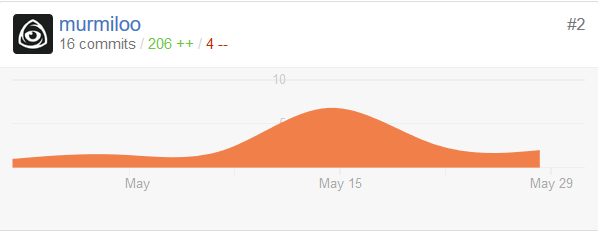 murmiloo
#2
16 commits / 206 ++ / 4 --
10
5
May
May 15
May 29